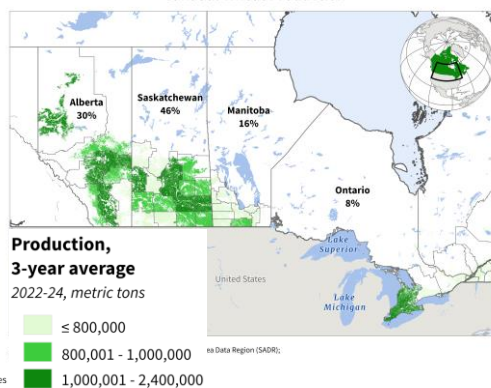 Alberta
30%
Saskatchewan
46%
Manitoba
16%
Ontario
8%
Lake
Superior
United States
Lake
Michigan
Production,
3-year average
2022-24, metric tons
≤ 800,000
800,001 - 1,000,000
1,000,001 - 2,400,000
ea Data Region (SADR);
es